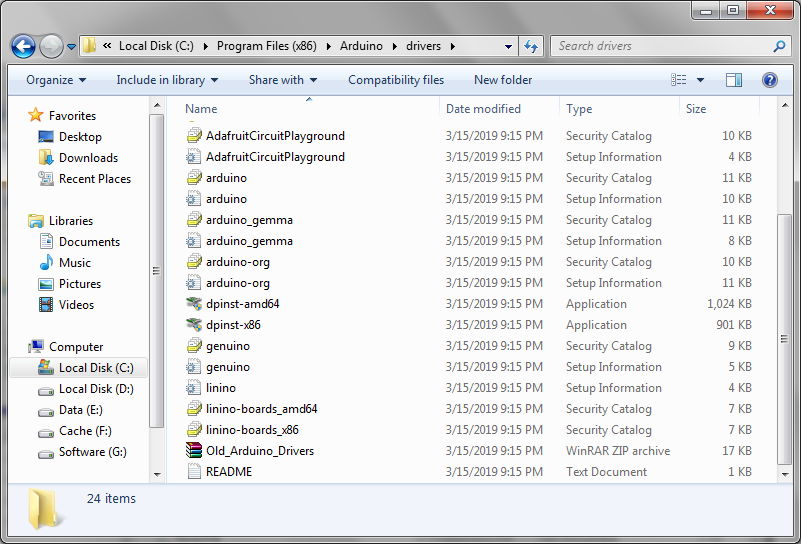 « Local Disk (C:) Program Files (x86) Arduino drivers Search drivers
Organize Include in library Share with Compatibility files New folder
Favorites
Desktop
Downloads
Recent Places
Libraries
Documents
Music
Pictures
Videos
Computer
Local Disk (C:)
Local Disk (D:)
Data (E:)
Cache (F:)
Software (G:)
Name Date modified Type Size
AdafruitCircuitPlayground 3/15/2019 9:15 PM Security Catalog 10 KB
AdafruitCircuitPlayground 3/15/2019 9:15 PM Setup Information 4 KB
arduino 3/15/2019 9:15 PM Security Catalog 11 KB
arduino 3/15/2019 9:15 PM Setup Information 10 KB
arduino_gemma 3/15/2019 9:15 PM Security Catalog 11 KB
arduino_gemma 3/15/2019 9:15 PM Setup Information 8 KB
arduino-org 3/15/2019 9:15 PM Security Catalog 10 KB
arduino-org 3/15/2019 9:15 PM Setup Information 11 KB
dpinst-amd64 3/15/2019 9:15 PM Application 1,024 KB
dpinst-x86 3/15/2019 9:15 PM Application 901 KB
genuino 3/15/2019 9:15 PM Security Catalog 9 KB
genuino 3/15/2019 9:15 PM Setup Information 5 KB
linino 3/15/2019 9:15 PM Setup Information 4 KB
linino-boards_amd64 3/15/2019 9:15 PM Security Catalog 7 KB
linino-boards_x86 3/15/2019 9:15 PM Security Catalog 7 KB
Old_Arduino_Drivers 3/15/2019 9:15 PM WinRAR ZIP archive 17 KB
README 3/15/2019 9:15 PM Text Document 1 KB
24 items